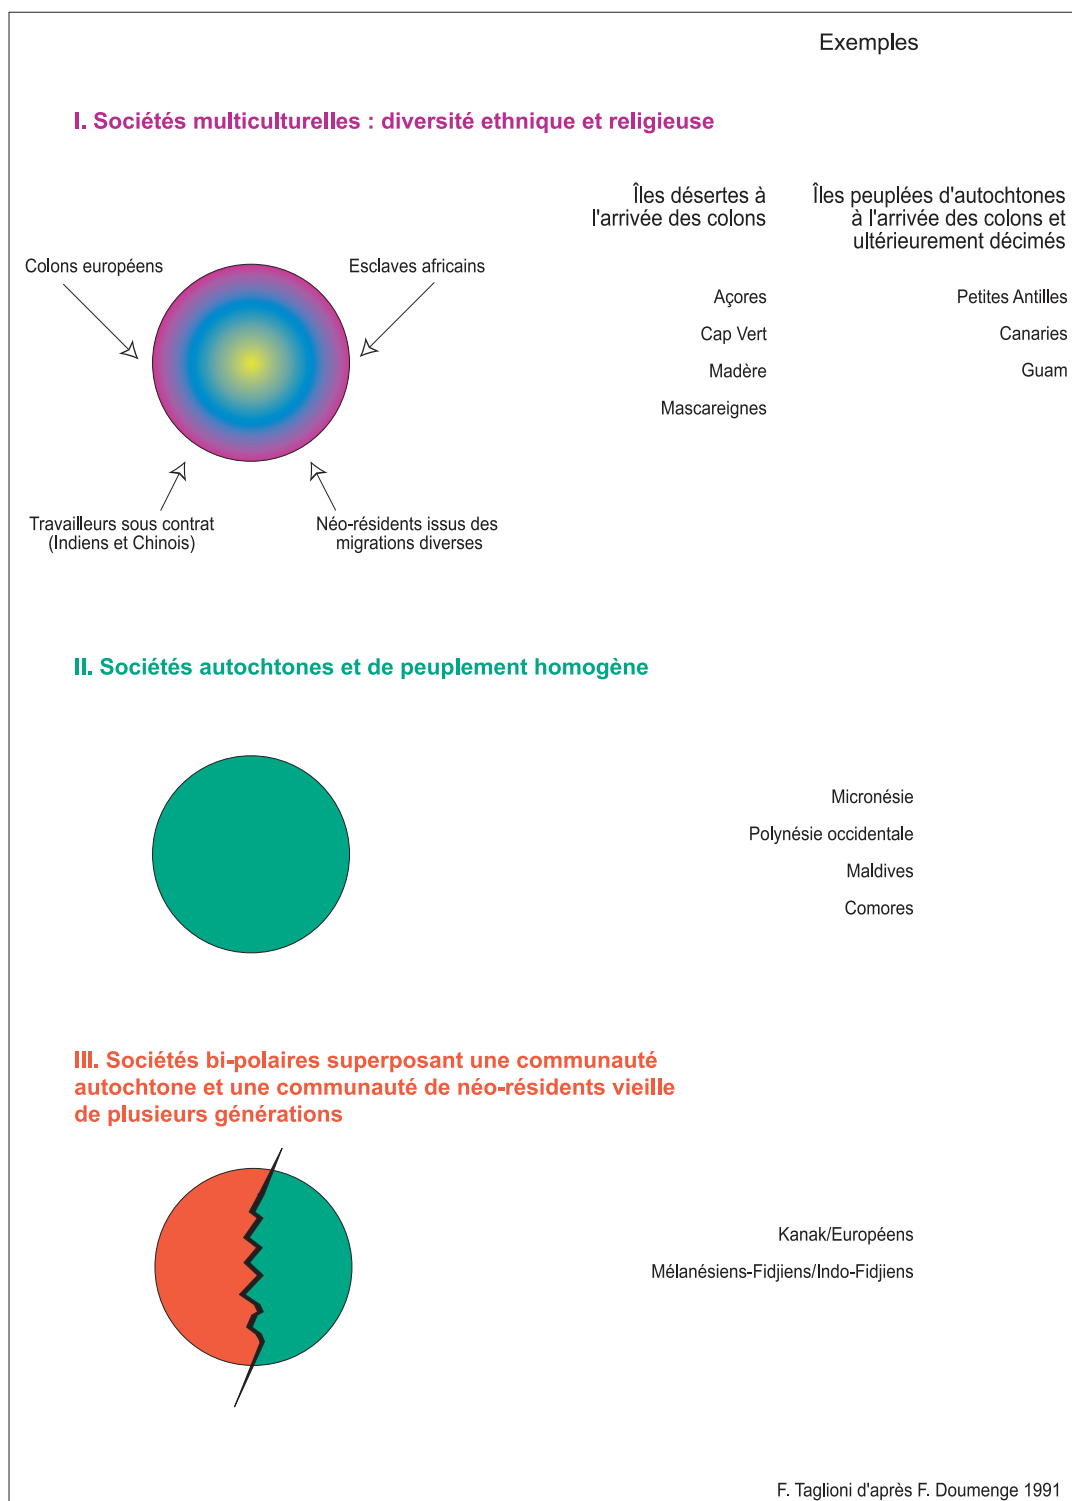 Exemples
I. Sociétés multiculturelles : diversité ethnique et religieuse
Îles désertes à
l'arrivée des colons
Îles peuplées d'autochtones
à l'arrivée des colons et
ultérieurement décimés
Colons européens
Esclaves africains
Açores
Cap Vert
Madère
Mascareignes
Petites Antilles
Canaries
Guam
Travailleurs sous contrat
(Indiens et Chinois)
Néo-résidents issus des
migrations diverses
II. Sociétés autochtones et de peuplement homogène
Micronésie
Polynésie occidentale
Maldives
Comores
III. Sociétés bi-polaires superposant une communauté
autochtone et une communauté de néo-résidents vieille
de plusieurs générations
Kanak/Européens
Mélanésiens-Fidjiens/Indo-Fidjiens
F. Taglioni d'après F. Doumenge 1991